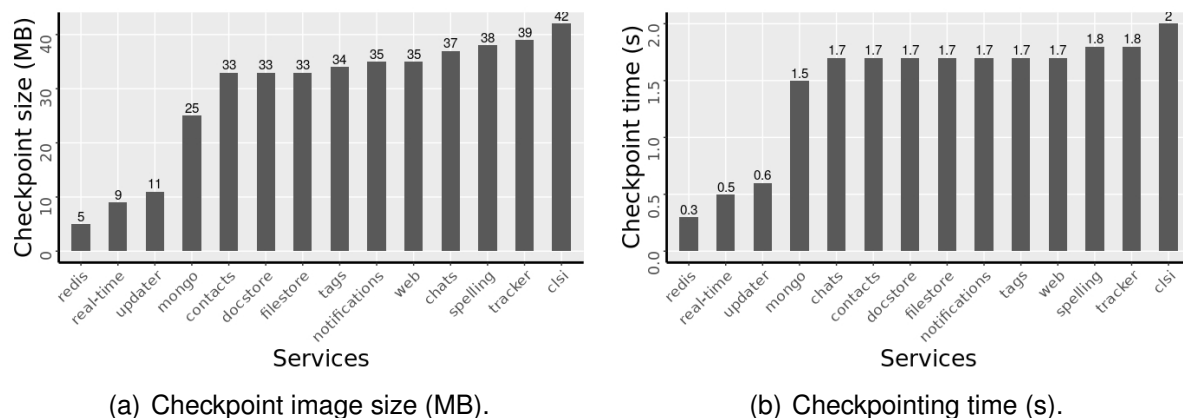 Checkpoint size (MB)
40
30
20
10
0
5
9
11
25
33
33
33
34
35
35
37
38
39
42
redis
real-time
updater
mongo
contacts
docstore
filestore
tags
notifications
web
chats
spelling
tracker
clsi
Services
(a) Checkpoint image size (MB).
Checkpoint time (s)
2.0
1.5
1.0
0.5
0.0
0.3
0.5
0.6
1.5
1.7
1.7
1.7
1.7
1.7
1.7
1.7
1.8
1.8
2
redis
real-time
updater
mongo
chats
contacts
docstore
filestore
notifications
tags
web
spelling
tracker
clsi
Services
(b) Checkpointing time (s).